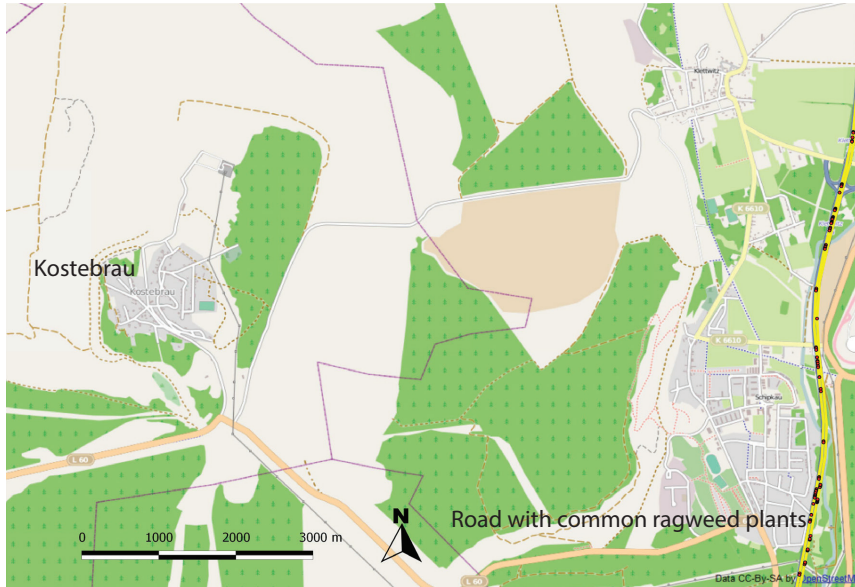 Klettwitz
K 6610
Kostebrau
Kostebrau
K 6610
Schipkau
L 60
N
Road with common ragweed plants
0 1000 2000 3000 m
L 60
Data CC-By-SA by OpenStreetM